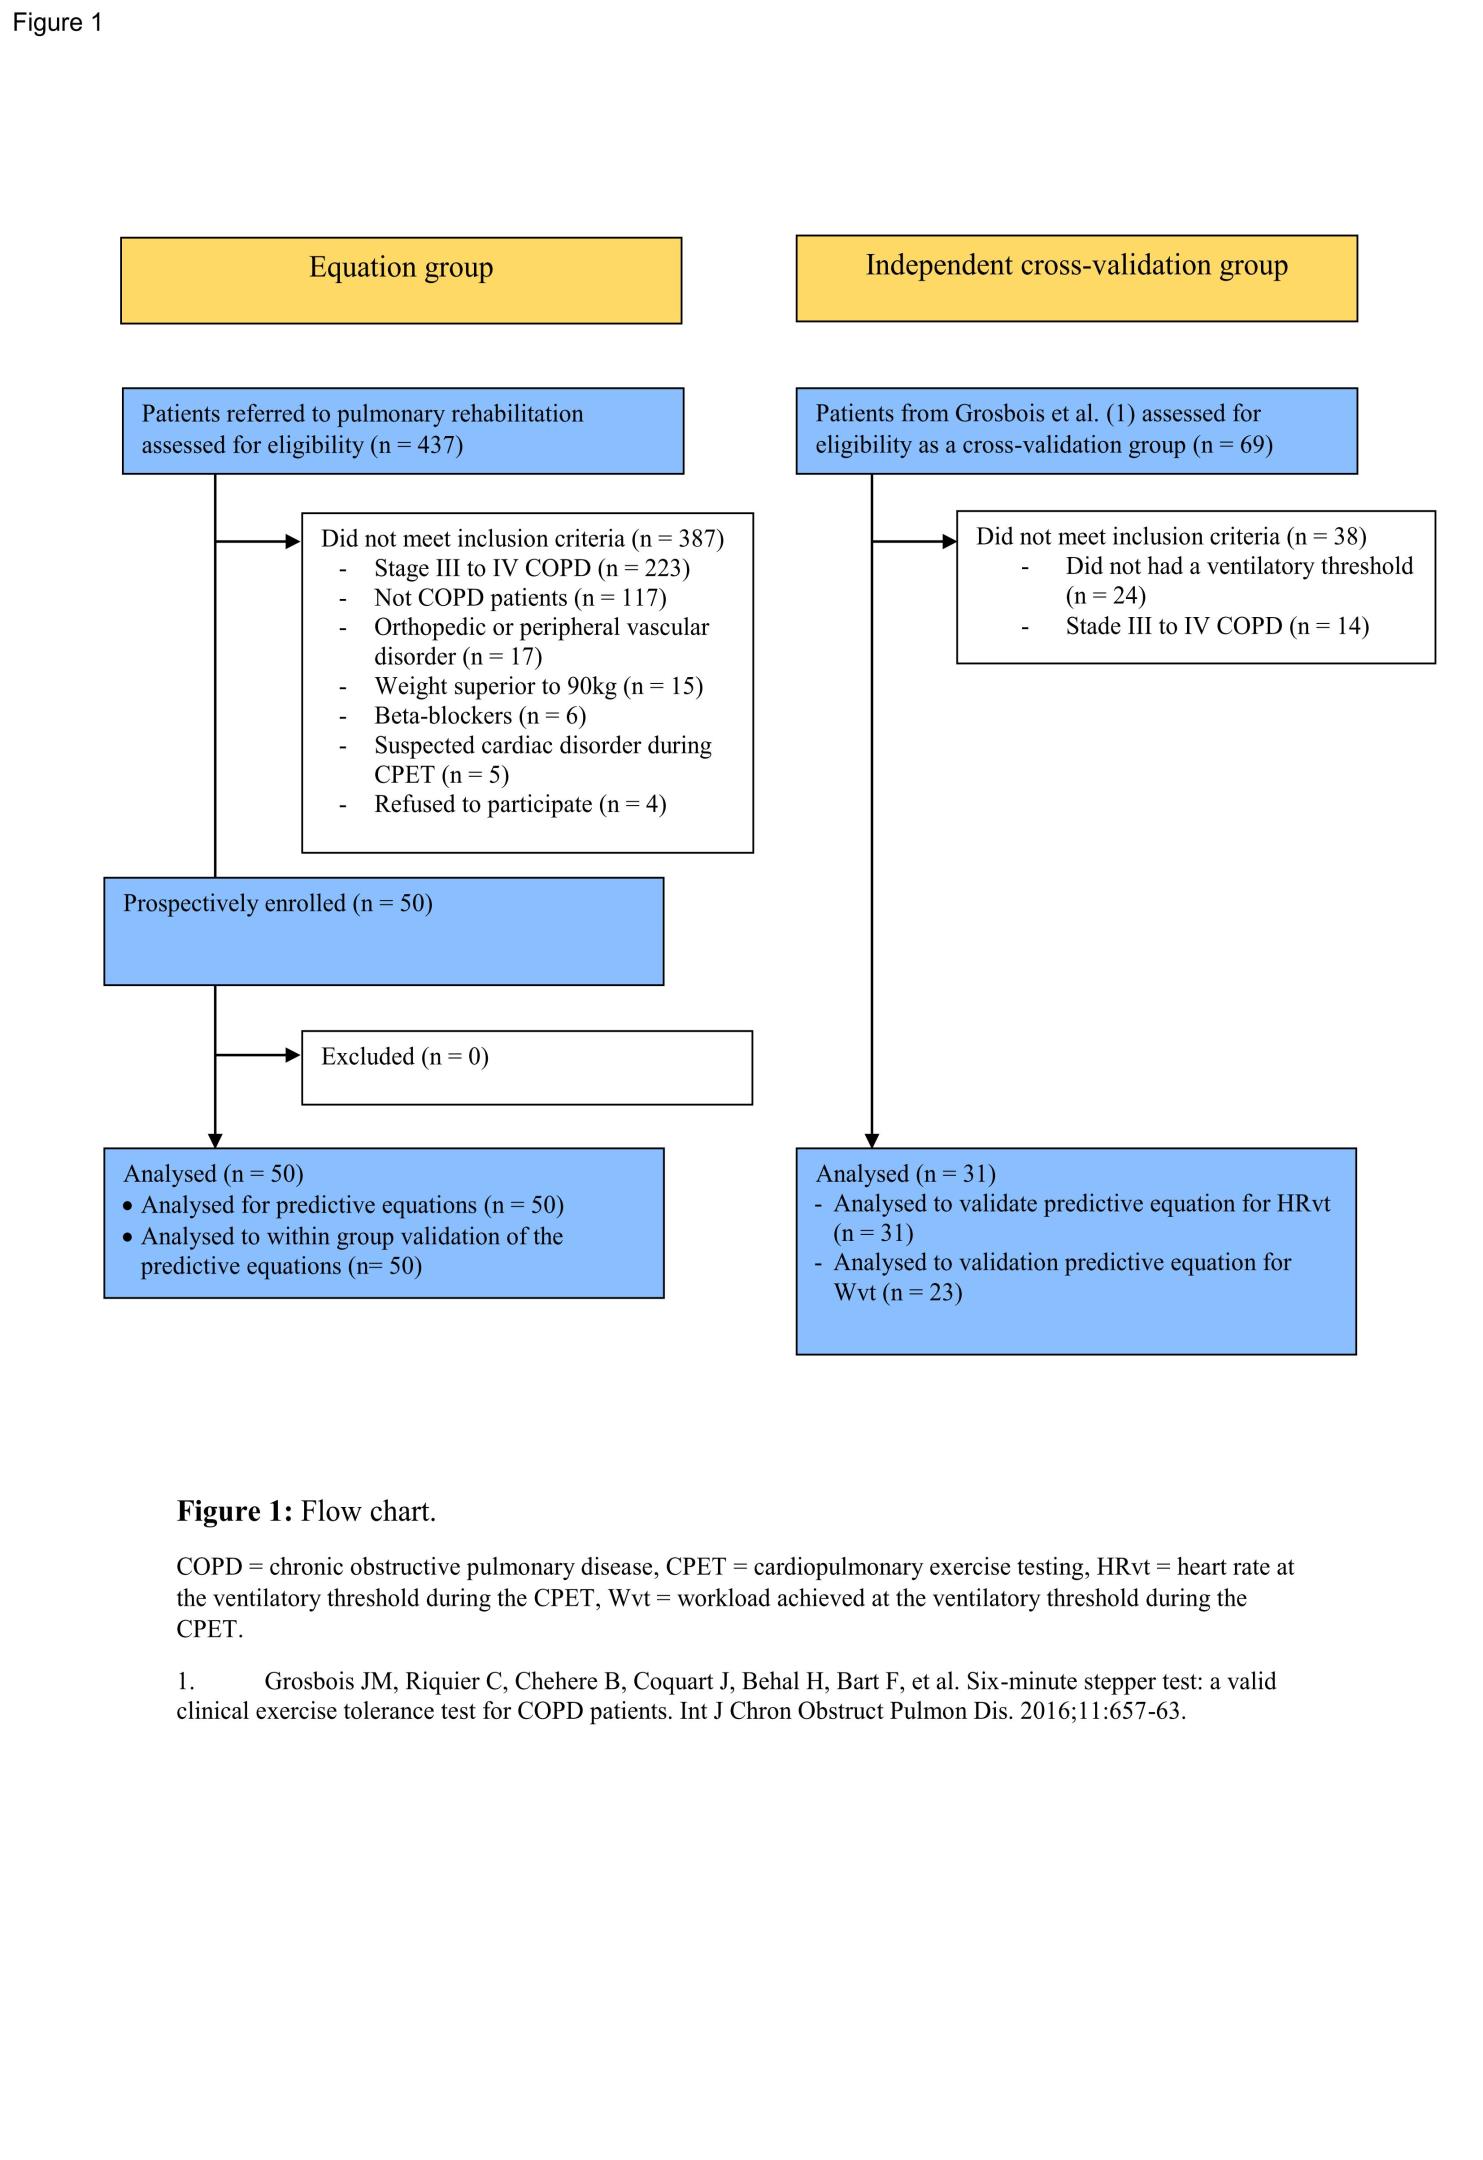 Figure 1
Equation group
Independent cross-validation group
Patients referred to pulmonary rehabilitation
assessed for eligibility (n = 437)
Patients from Grosbois et al. (1) assessed for
eligibility as a cross-validation group (n = 69)
Did not meet inclusion criteria (n = 387)
- Stage III to IV COPD (n = 223)
- Not COPD patients (n = 117)
- Orthopedic or peripheral vascular
disorder (n = 17)
- Weight superior to 90kg (n = 15)
- Beta-blockers (n = 6)
- Suspected cardiac disorder during
CPET (n = 5)
- Refused to participate (n = 4)
Did not meet inclusion criteria (n = 38)
- Did not had a ventilatory threshold
(n = 24)
- Stade III to IV COPD (n = 14)
Prospectively enrolled (n = 50)
Excluded (n = 0)
Analysed (n = 50)
• Analysed for predictive equations (n = 50)
• Analysed to within group validation of the
predictive equations (n= 50)
Analysed (n = 31)
- Analysed to validate predictive equation for HRvt
(n = 31)
- Analysed to validation predictive equation for
Wvt (n = 23)
Figure 1: Flow chart.
COPD = chronic obstructive pulmonary disease, CPET = cardiopulmonary exercise testing, HRvt = heart rate at
the ventilatory threshold during the CPET, Wvt = workload achieved at the ventilatory threshold during the
CPET.
1. Grosbois JM, Riquier C, Chehere B, Coquart J, Behal H, Bart F, et al. Six-minute stepper test: a valid
clinical exercise tolerance test for COPD patients. Int J Chron Obstruct Pulmon Dis. 2016;11:657-63.